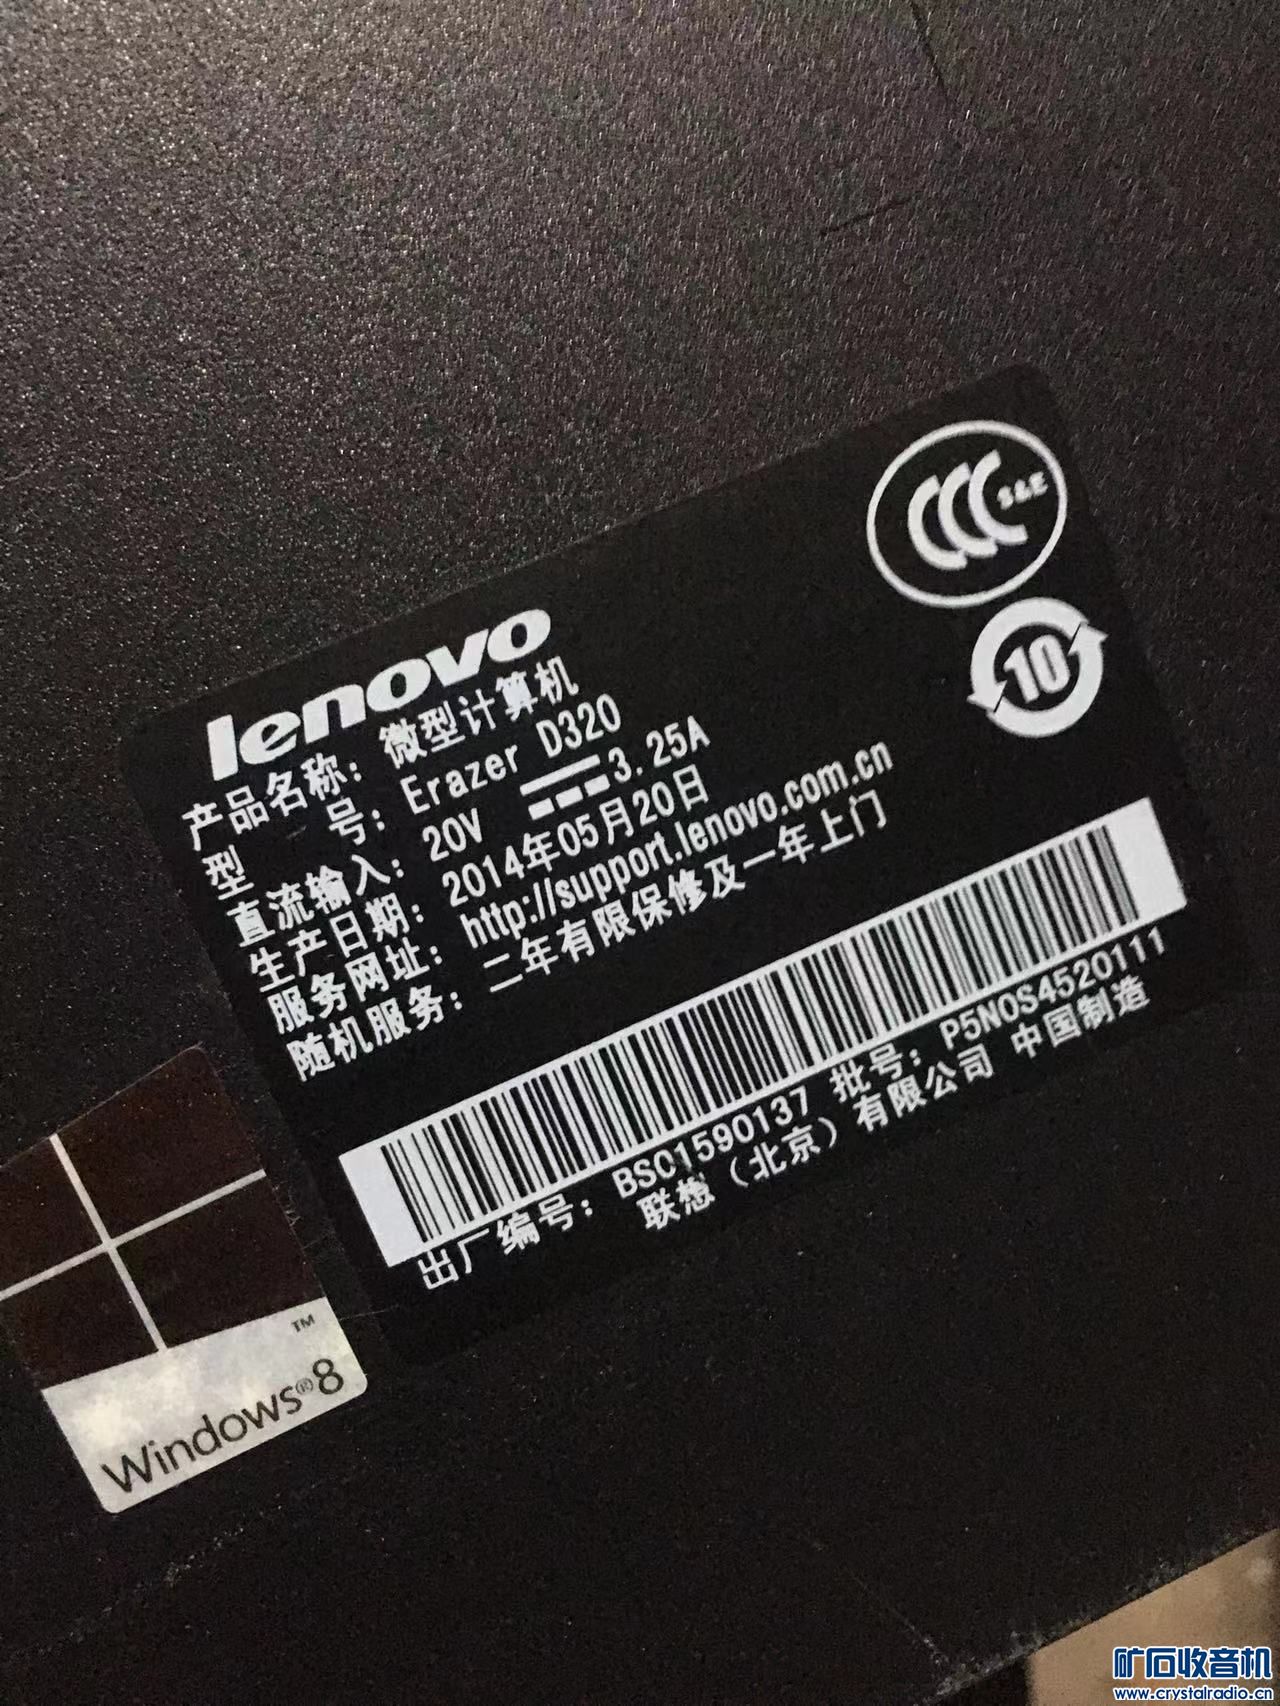 lenovo
产品名称：微型计算机
型 号：Erazer D320
直流输入：20V 3.25A
生产日期：2014年05月20日
服务网址：http://support.lenovo.com.cn
随机服务：二年有限保修及一年上门
CCC S&E
10
出厂编号：BS01590137 批号：P5N0S4520111
联想（北京）有限公司 中国制造
TM
Windows®8
矿石收音机
www.crystalradio.cn